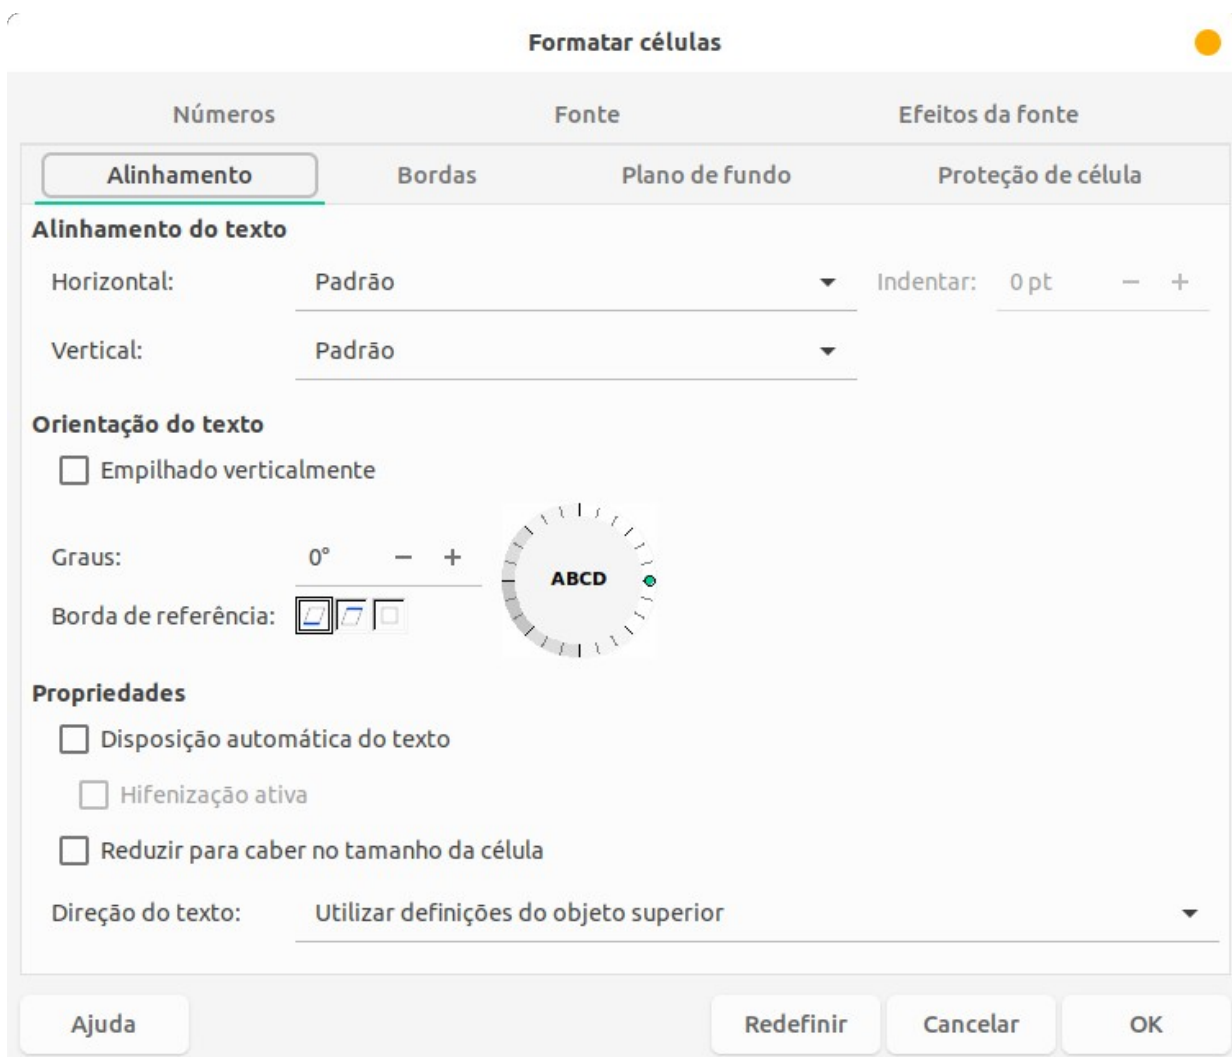 Formatar células
Números Fonte Efeitos da fonte
Alinhamento Bordas Plano de fundo Proteção de célula
Alinhamento do texto
Horizontal: Padrão Indentar: 0 pt − +
Vertical: Padrão
Orientação do texto
Empilhado verticalmente
Graus: 0° − +
ABCD
Borda de referência:
Propriedades
Disposição automática do texto
Hifenização ativa
Reduzir para caber no tamanho da célula
Direção do texto: Utilizar definições do objeto superior
Ajuda Redefinir Cancelar OK